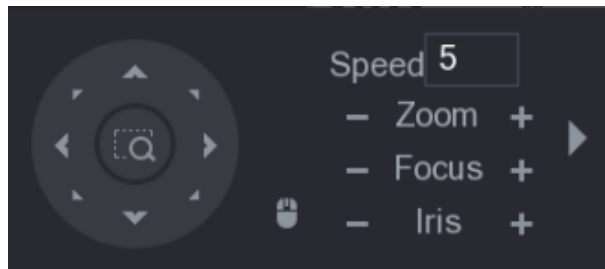 Speed 5
− Zoom +
− Focus +
− Iris +